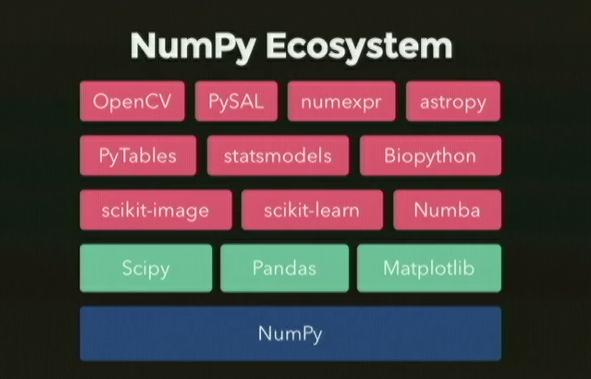 NumPy Ecosystem
OpenCV PySAL numexpr astropy
PyTables statsmodels Biopython
scikit-image scikit-learn Numba
Scipy Pandas Matplotlib
NumPy